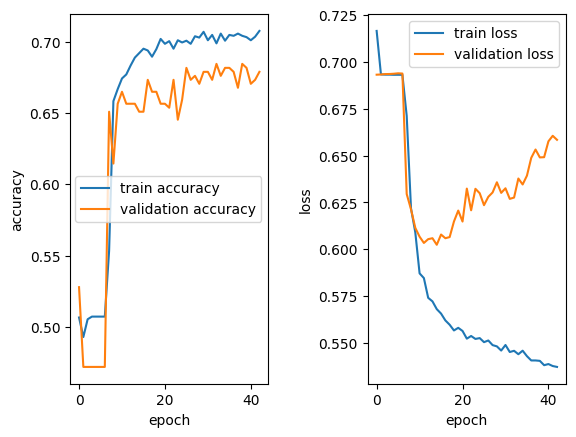 accuracy
0.70
0.65
0.60
0.55
0.50
train accuracy
validation accuracy
0 20 40
epoch
loss
0.725
0.700
0.675
0.650
0.625
0.600
0.575
0.550
train loss
validation loss
0 20 40
epoch